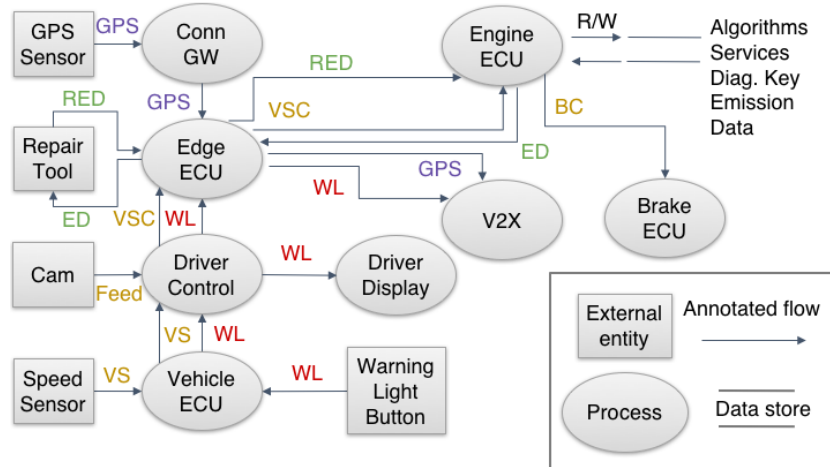 GPS
Sensor
GPS
Conn
GW
Engine
ECU
R/W
Algorithms
Services
Diag. Key
Emission
Data
RED
GPS
RED
VSC
BC
Repair
Tool
Edge
ECU
ED
GPS
WL
ED
VSC
WL
V2X
Brake
ECU
Cam
Feed
Driver
Control
WL
Driver
Display
VS
WL
Speed
Sensor
VS
Vehicle
ECU
WL
Warning
Light
Button
External
entity
Annotated flow
Process
Data store